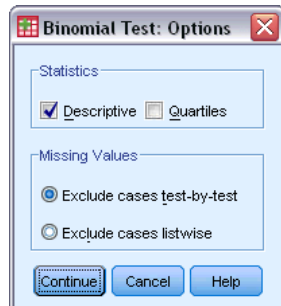 Binomial Test: Options
Statistics
Descriptive Quartiles
Missing Values
Exclude cases test-by-test
Exclude cases listwise
Continue Cancel Help